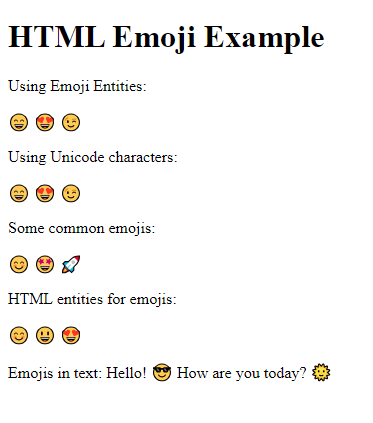 HTML Emoji Example
Using Emoji Entities:
😄 😍 😉
Using Unicode characters:
😄 😍 😉
Some common emojis:
😊 🤩 🚀
HTML entities for emojis:
😊 😃 😍
Emojis in text: Hello! 😎 How are you today? 🌞